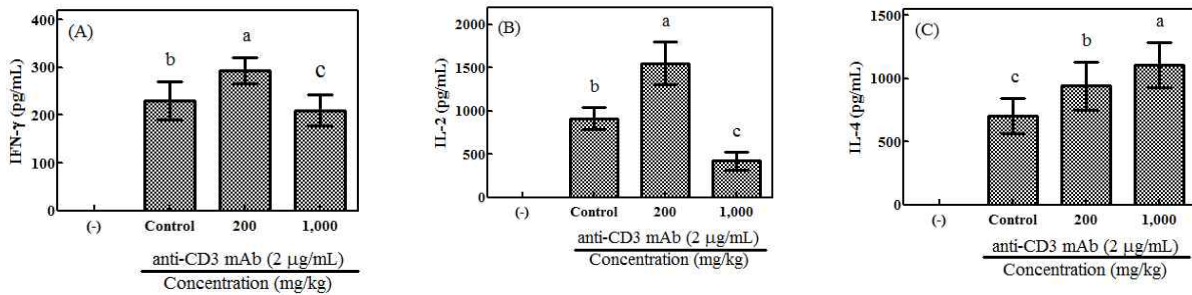 (A)
IFN-γ (pg/mL)
400
300
200
100
0
b
a
c
(-) Control 200 1,000
anti-CD3 mAb (2 μg/mL)
Concentration (mg/kg)
(B)
IL-2 (pg/mL)
2000
1500
1000
500
0
b
a
c
(-) Control 200 1,000
anti-CD3 mAb (2 μg/mL)
Concentration (mg/kg)
(C)
IL-4 (pg/mL)
1500
1000
500
0
c
b
a
(-) Control 200 1,000
anti-CD3 mAb (2 μg/mL)
Concentration (mg/kg)